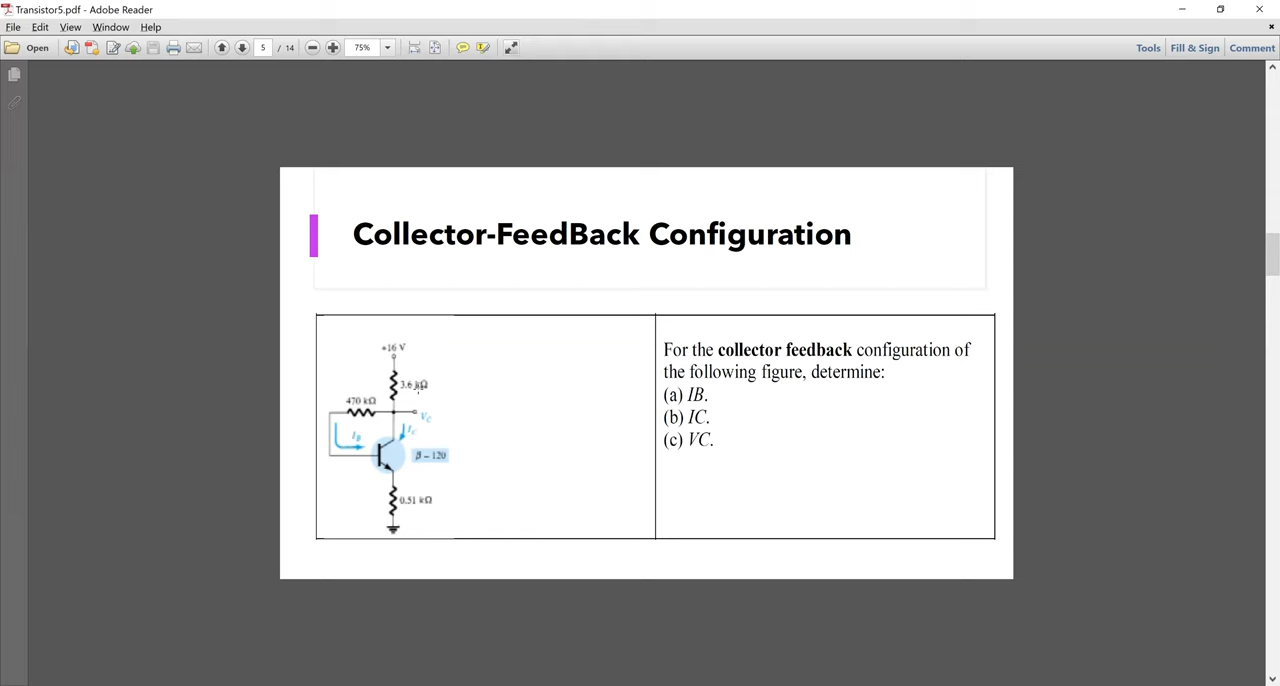 Transistor5.pdf - Adobe Reader
File Edit View Window Help
Open 5 / 14 75% Tools Fill & Sign Comment
Collector-FeedBack Configuration
+16 V
3.6 kΩ
470 kΩ
VC
IC
IB
β = 120
0.51 kΩ
For the collector feedback configuration of
the following figure, determine:
(a) IB.
(b) IC.
(c) VC.